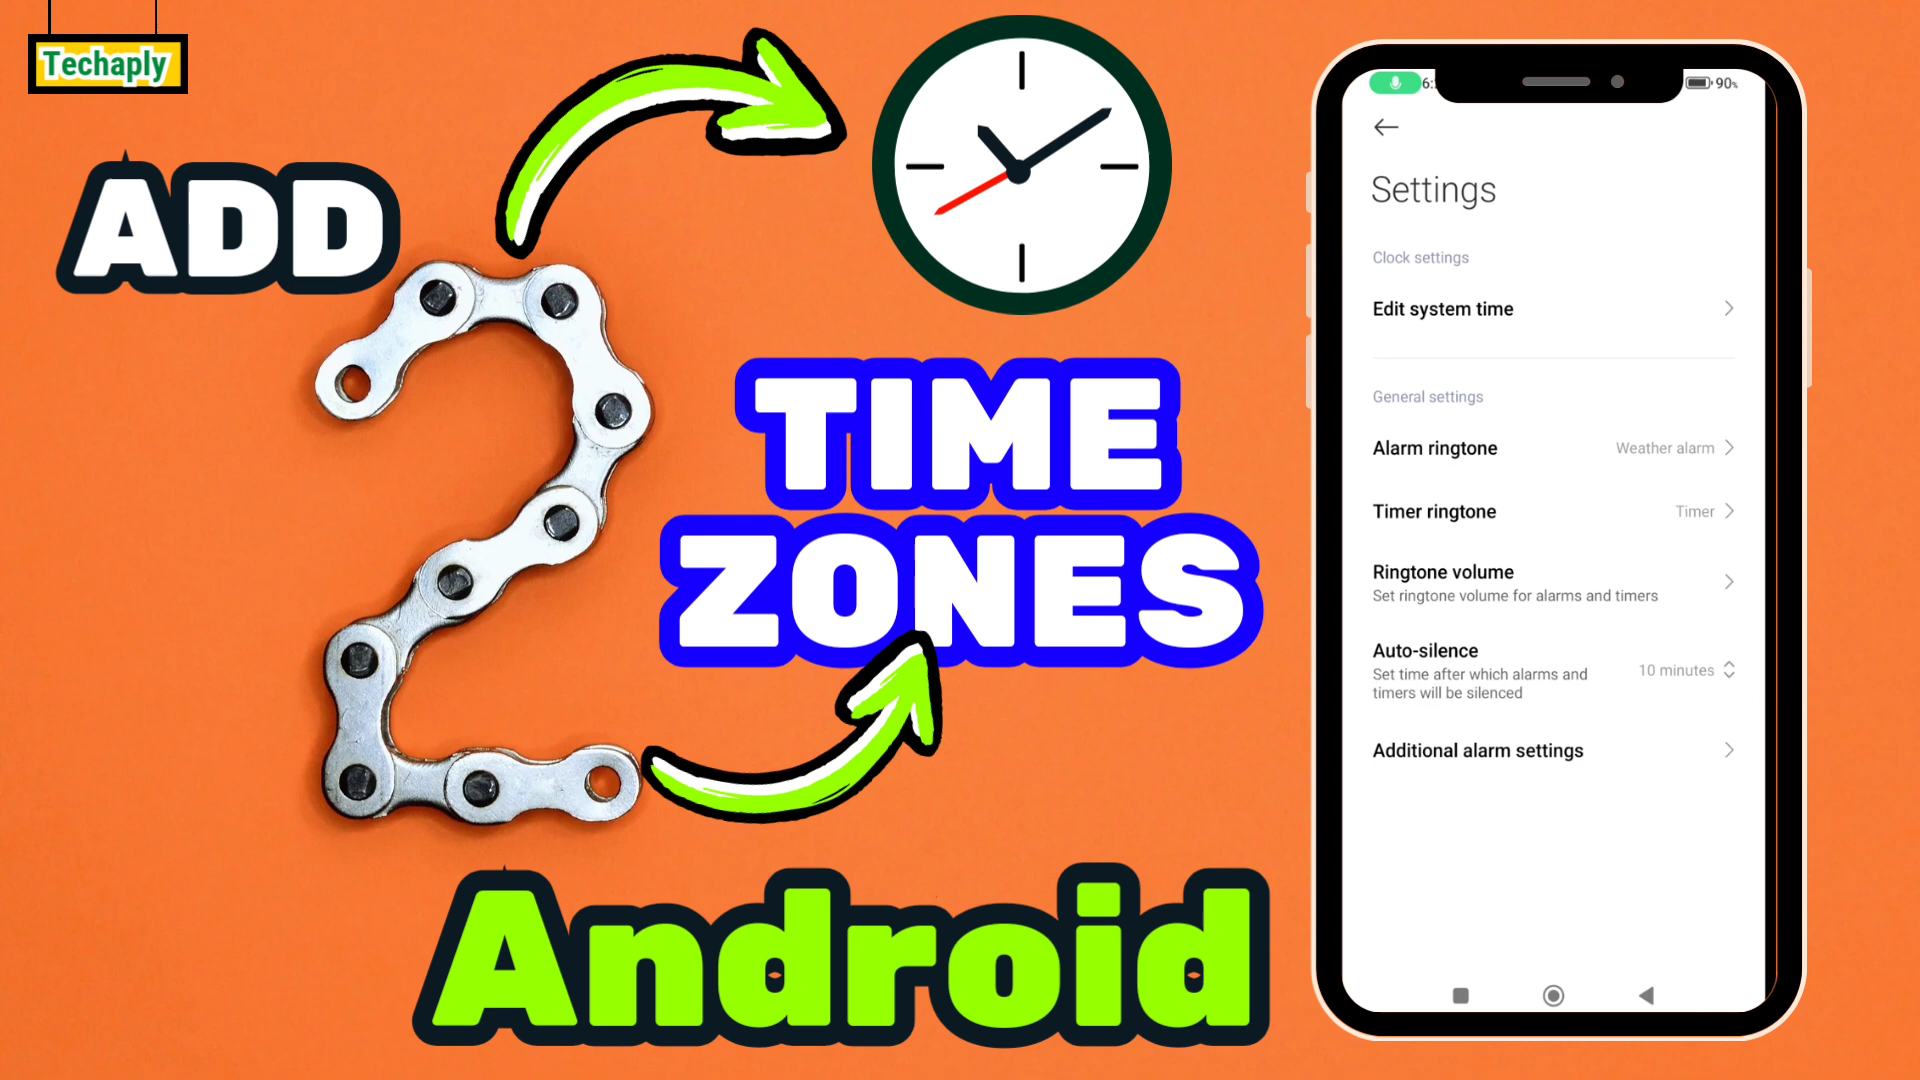 Techaply
ADD
2
TIME
ZONES
Android
90%
Settings
Clock settings
Edit system time
General settings
Alarm ringtone
Weather alarm
Timer ringtone
Timer
Ringtone volume
Set ringtone volume for alarms and timers
Auto-silence
Set time after which alarms and
timers will be silenced
10 minutes
Additional alarm settings